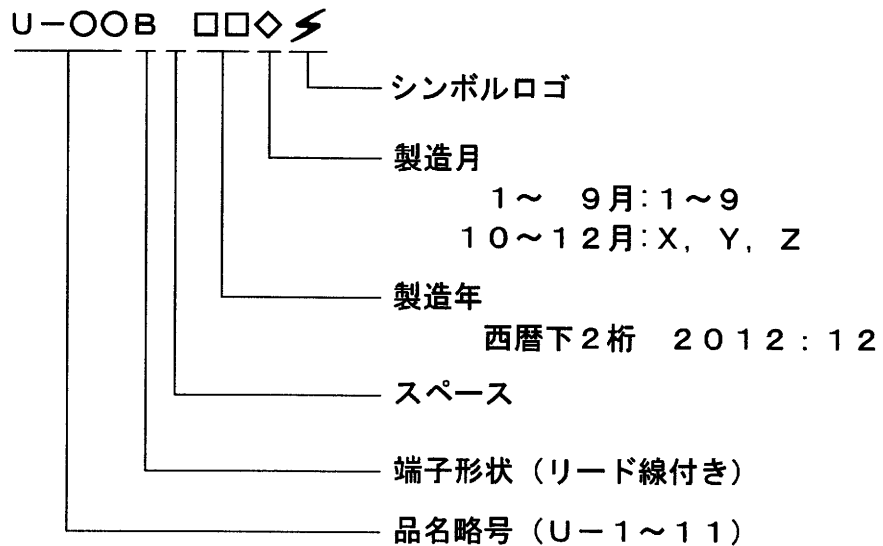 U－○○B　□□◇
シンボルロゴ
製造月
1～　9月：1～9
10～12月：X，Y，Z
製造年
西暦下2桁　2012：12
スペース
端子形状（リード線付き）
品名略号（U－1～11）